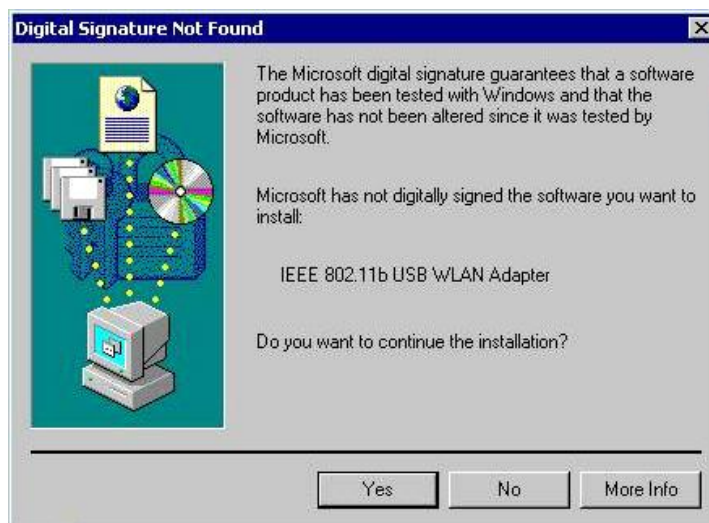 Digital Signature Not Found
The Microsoft digital signature guarantees that a software
product has been tested with Windows and that the
software has not been altered since it was tested by
Microsoft.
Microsoft has not digitally signed the software you want to
install:
IEEE 802.11b USB WLAN Adapter
Do you want to continue the installation?
Yes No More Info